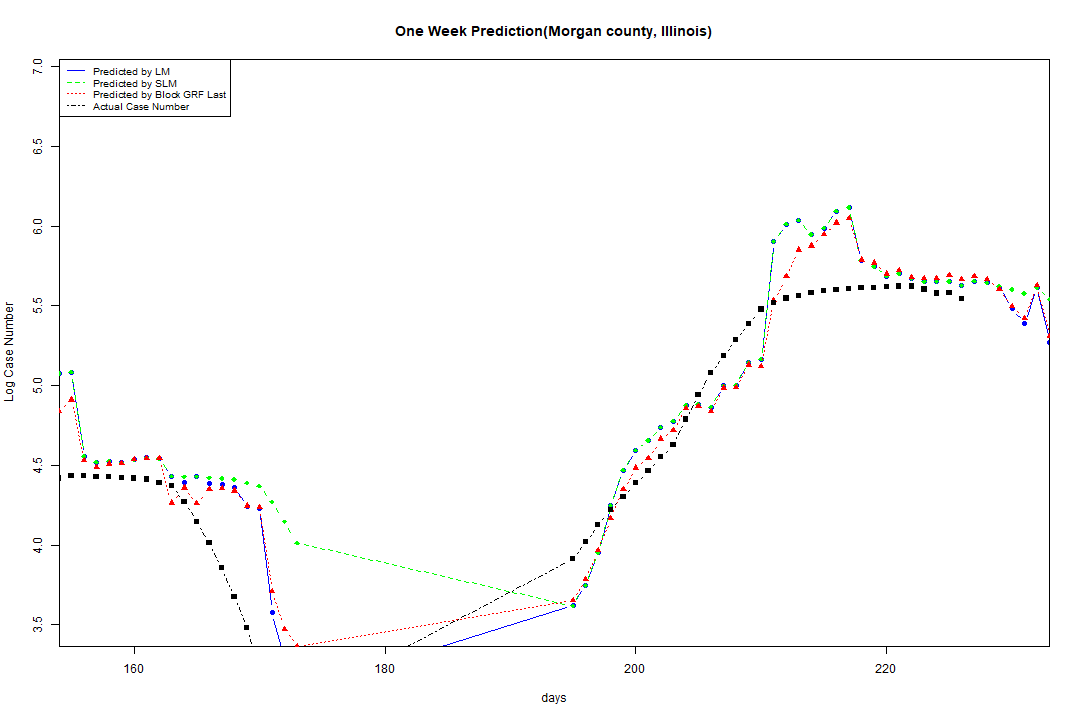 One Week Prediction(Morgan county, Illinois)
Predicted by LM
Predicted by SLM
Predicted by Block GRF Last
Actual Case Number
7.0
6.5
6.0
5.5
5.0
4.5
4.0
3.5
Log Case Number
160 180 200 220
days